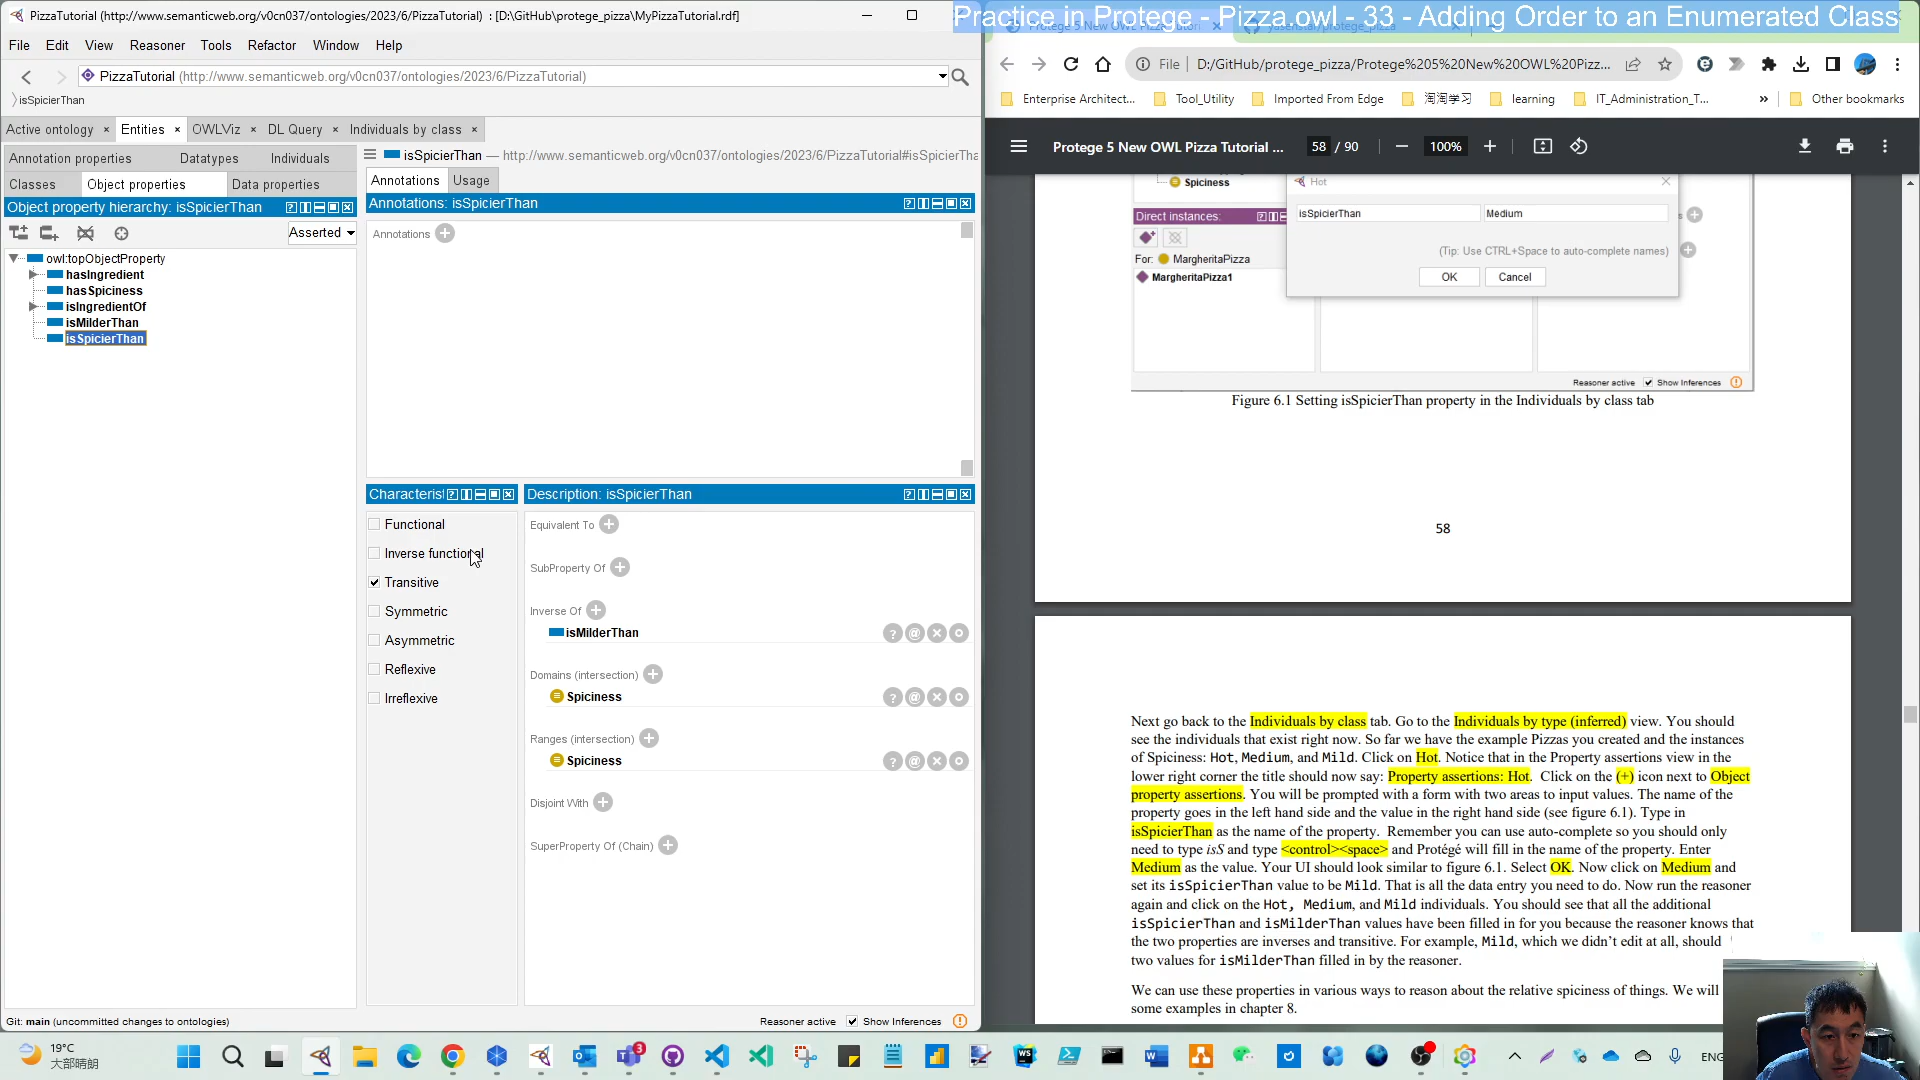 PizzaTutorial (http://www.semanticweb.org/v0cn037/ontologies/2023/6/PizzaTutorial) : [D:\GitHub\protege_pizza\MyPizzaTutorial.rdf]
Practice in Protege - Pizza.owl - 33 - Adding Order to an Enumerated Class
File Edit View Reasoner Tools Refactor Window Help
PizzaTutorial (http://www.semanticweb.org/v0cn037/ontologies/2023/6/PizzaTutorial)
isSpicierThan
Active ontology × Entities × OWLViz × DL Query × Individuals by class ×
Annotation properties Datatypes Individuals
Classes Object properties Data properties
Object property hierarchy: isSpicierThan
Asserted
owl:topObjectProperty
hasIngredient
hasSpiciness
isIngredientOf
isMilderThan
isSpicierThan
isSpicierThan — http://www.semanticweb.org/v0cn037/ontologies/2023/6/PizzaTutorial#isSpicierTha
Annotations Usage
Annotations: isSpicierThan
Annotations
Characterist
Functional
Inverse functional
Transitive
Symmetric
Asymmetric
Reflexive
Irreflexive
Description: isSpicierThan
Equivalent To
SubProperty Of
Inverse Of
isMilderThan
Domains (intersection)
Spiciness
Ranges (intersection)
Spiciness
Disjoint With
SuperProperty Of (Chain)
Git: main (uncommitted changes to ontologies)
Reasoner active Show Inferences
File D:/GitHub/protege_pizza/Protege%205%20New%20OWL%20Pizz...
Enterprise Architect... Tool_Utility Imported From Edge 淘淘学习 learning IT_Administration_T... » Other bookmarks
Protege 5 New OWL Pizza Tutorial ... 58 / 90 100%
Spiciness
Direct instances:
For: MargheritaPizza
MargheritaPizza1
Hot
isSpicierThan Medium
(Tip: Use CTRL+Space to auto-complete names)
OK Cancel
Reasoner active Show Inferences
Figure 6.1 Setting isSpicierThan property in the Individuals by class tab
58
Next go back to the Individuals by class tab. Go to the Individuals by type (inferred) view. You should
see the individuals that exist right now. So far we have the example Pizzas you created and the instances
of Spiciness: Hot, Medium, and Mild. Click on Hot. Notice that in the Property assertions view in the
lower right corner the title should now say: Property assertions: Hot. Click on the (+) icon next to Object
property assertions. You will be prompted with a form with two areas to input values. The name of the
property goes in the left hand side and the value in the right hand side (see figure 6.1). Type in
isSpicierThan as the name of the property. Remember you can use auto-complete so you should only
need to type isS and type <control><space> and Protégé will fill in the name of the property. Enter
Medium as the value. Your UI should look similar to figure 6.1. Select OK. Now click on Medium and
set its isSpicierThan value to be Mild. That is all the data entry you need to do. Now run the reasoner
again and click on the Hot, Medium, and Mild individuals. You should see that all the additional
isSpicierThan and isMilderThan values have been filled in for you because the reasoner knows that
the two properties are inverses and transitive. For example, Mild, which we didn't edit at all, should
two values for isMilderThan filled in by the reasoner.
We can use these properties in various ways to reason about the relative spiciness of things. We will
some examples in chapter 8.
19°C
大部晴朗
3
ENG